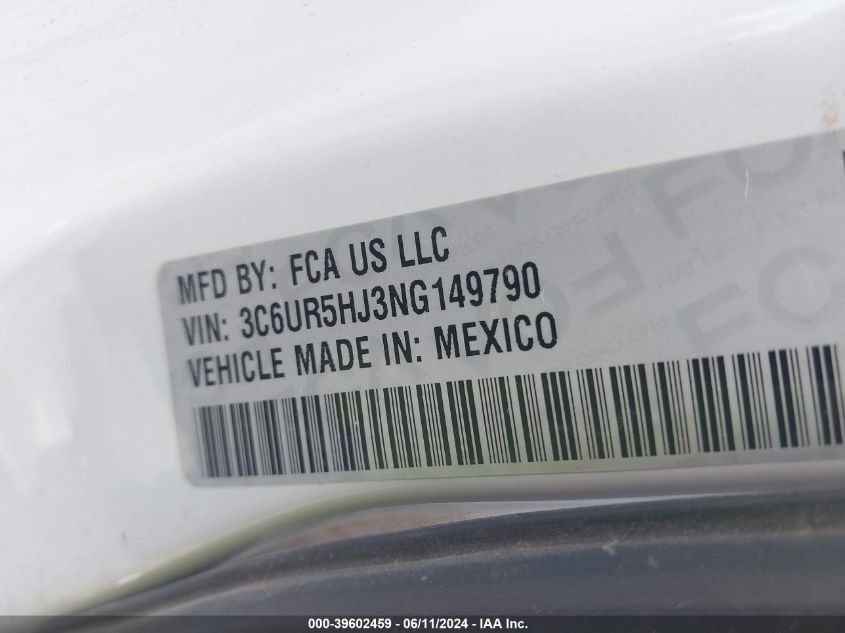 MFD BY: FCA US LLC
VIN: 3C6UR5HJ3NG149790
VEHICLE MADE IN: MEXICO
000-39602459 - 06/11/2024 - IAA Inc.